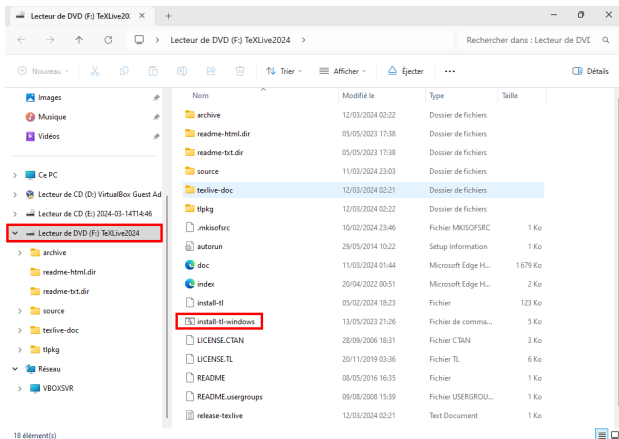 Lecteur de DVD (F:) TeXLive20.
Lecteur de DVD (F:) TeXLive2024
Rechercher dans : Lecteur de DVD
Nouveau
Trier
Afficher
Éjecter
Détails
Nom Modifié le Type Taille
Images
Musique
Vidéos
Ce PC
Lecteur de CD (D:) VirtualBox Guest Ad
Lecteur de CD (E:) 2024-03-14T14:46
Lecteur de DVD (F:) TeXLive2024
archive
readme-html.dir
readme-txt.dir
source
texlive-doc
tlpkg
Réseau
VBOXSVR
archive 12/03/2024 02:22 Dossier de fichiers
readme-html.dir 05/05/2023 17:38 Dossier de fichiers
readme-txt.dir 05/05/2023 17:38 Dossier de fichiers
source 11/03/2024 23:03 Dossier de fichiers
texlive-doc 12/03/2024 02:21 Dossier de fichiers
tlpkg 12/03/2024 02:22 Dossier de fichiers
.mkisofsrc 10/02/2024 23:46 Fichier MKISOFSRC 1 Ko
autorun 29/05/2014 10:22 Setup Information 1 Ko
doc 11/03/2024 01:44 Microsoft Edge H... 1 679 Ko
index 20/04/2022 00:51 Microsoft Edge H... 2 Ko
install-tl 05/02/2024 18:23 Fichier 123 Ko
install-tl-windows 13/05/2023 21:26 Fichier de comma... 5 Ko
LICENSE.CTAN 28/09/2006 18:31 Fichier CTAN 3 Ko
LICENSE.TL 20/11/2019 03:36 Fichier TL 6 Ko
README 08/05/2016 16:35 Fichier 1 Ko
README.usergroups 09/08/2008 15:39 Fichier USERGROU... 1 Ko
release-texlive 12/03/2024 02:21 Text Document 1 Ko
18 élément(s)